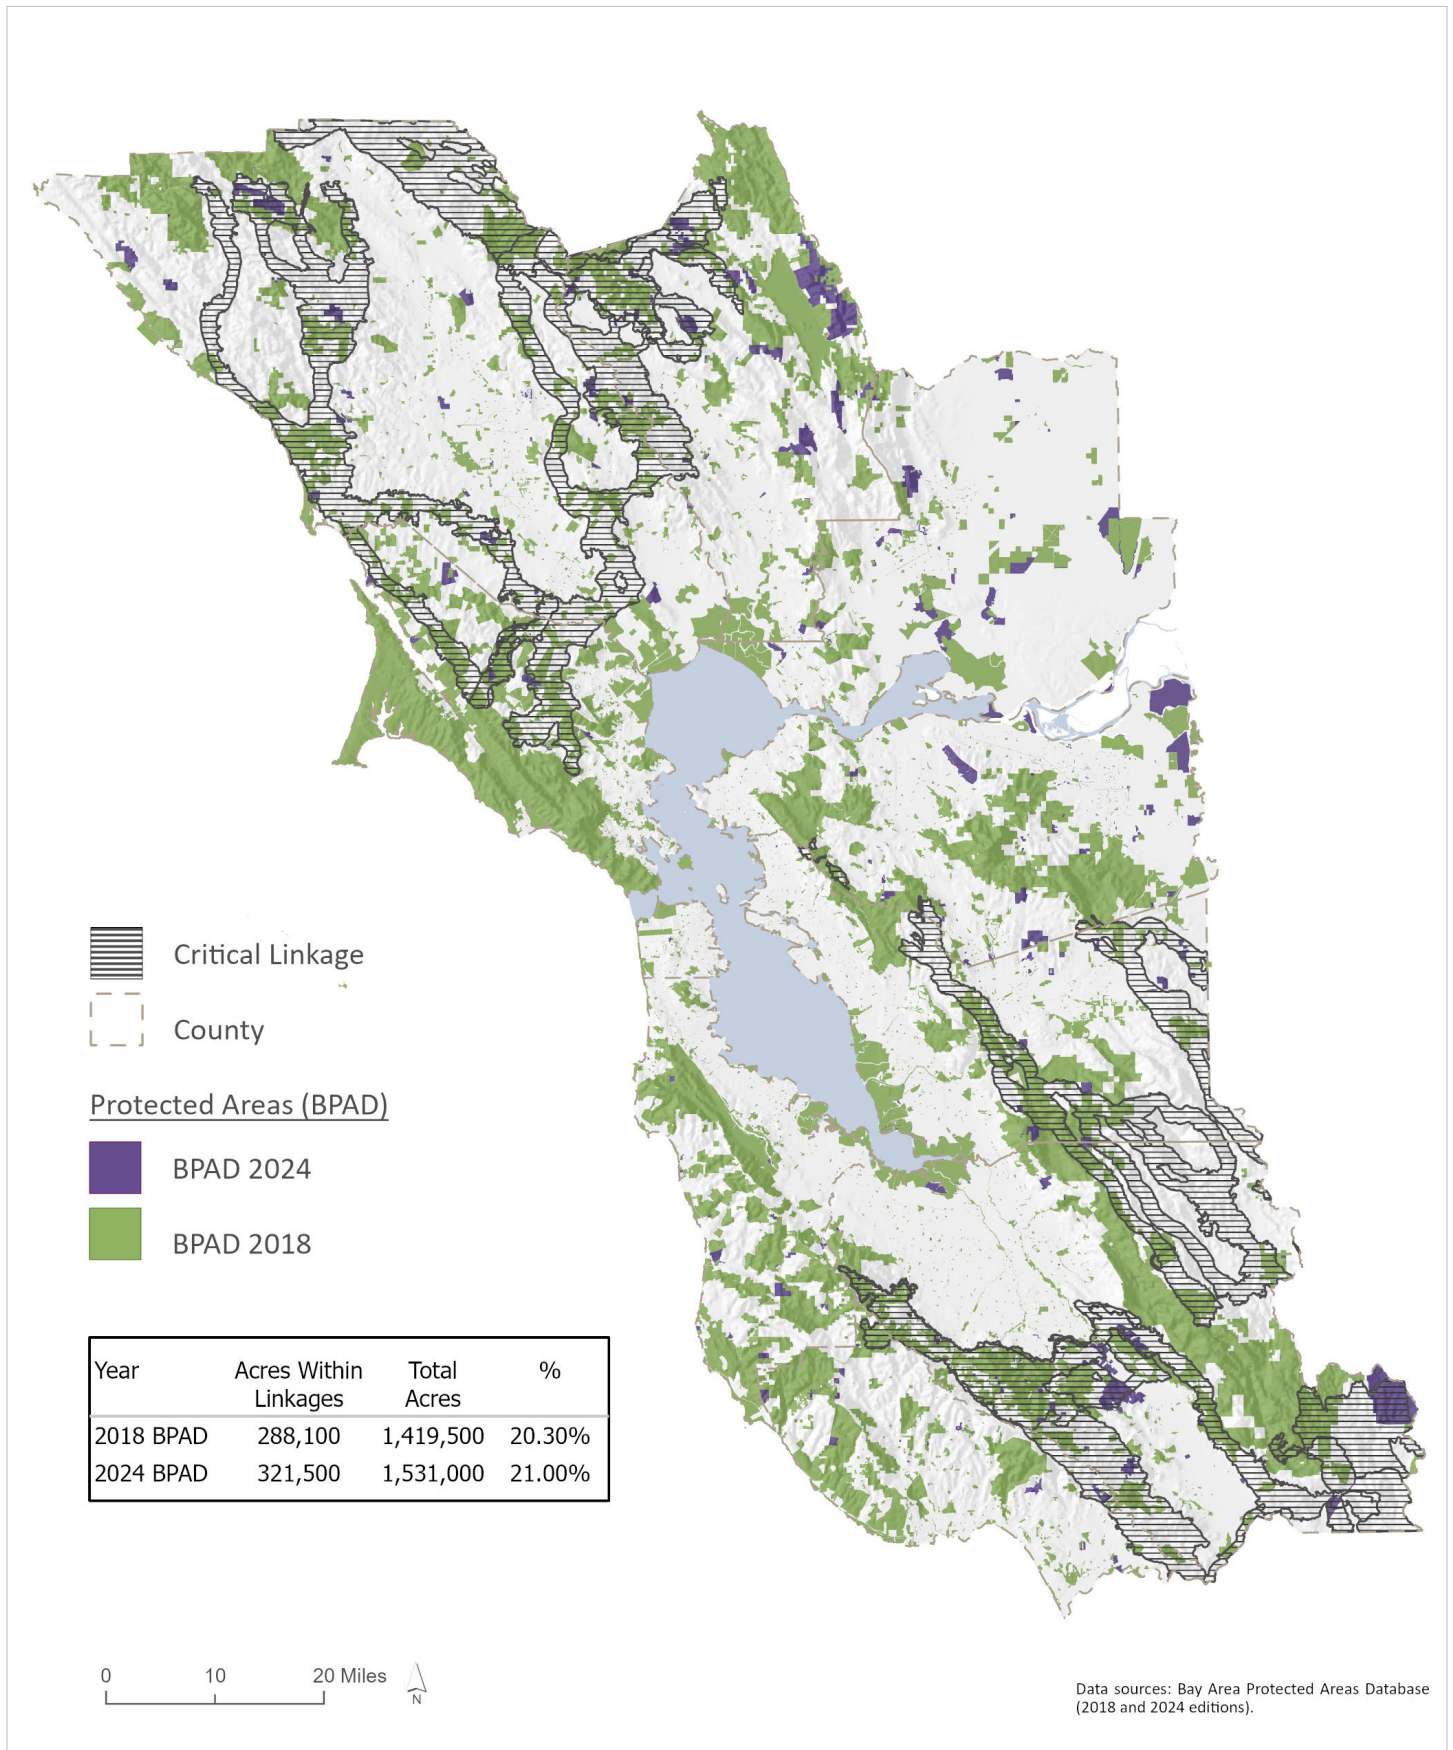 Critical Linkage
County
Protected Areas (BPAD)
BPAD 2024
BPAD 2018
Year Acres Within Total %
Linkages Acres
2018 BPAD 288,100 1,419,500 20.30%
2024 BPAD 321,500 1,531,000 21.00%
0 10 20 Miles
N
Data sources: Bay Area Protected Areas Database
(2018 and 2024 editions).